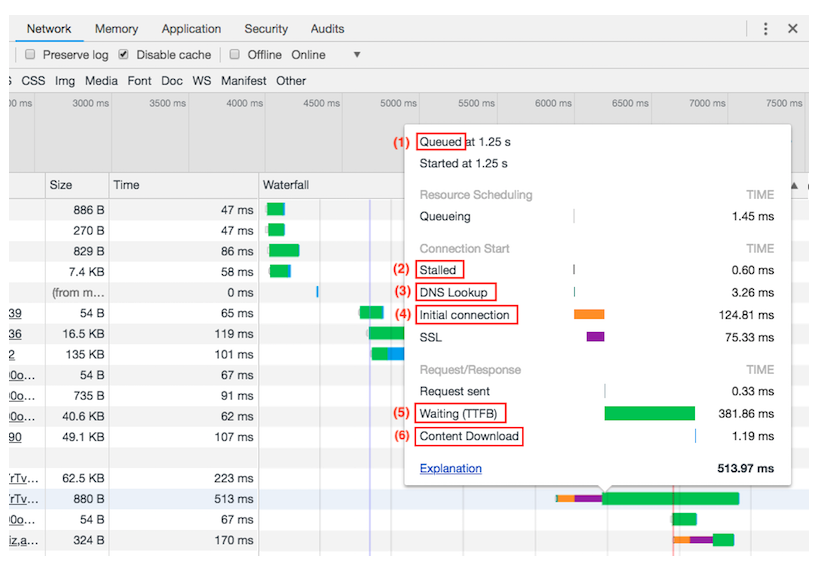 Network Memory Application Security Audits
Preserve log Disable cache Offline Online
CSS Img Media Font Doc WS Manifest Other
00 ms 3000 ms 3500 ms 4000 ms 4500 ms 5000 ms 5500 ms 6000 ms 6500 ms 7000 ms 7500 ms
(1) Queued at 1.25 s
Started at 1.25 s
Resource Scheduling TIME
Queueing 1.45 ms
Connection Start TIME
(2) Stalled 0.60 ms
(3) DNS Lookup 3.26 ms
(4) Initial connection 124.81 ms
SSL 75.33 ms
Request/Response TIME
Request sent 0.33 ms
(5) Waiting (TTFB) 381.86 ms
(6) Content Download 1.19 ms
Explanation 513.97 ms
Size Time Waterfall
886 B 47 ms
270 B 47 ms
829 B 86 ms
7.4 KB 58 ms
(from m... 0 ms
39 54 B 65 ms
36 16.5 KB 119 ms
2 135 KB 101 ms
00o... 54 B 67 ms
0o... 735 B 91 ms
00o... 40.6 KB 62 ms
90 49.1 KB 107 ms
rTv... 62.5 KB 223 ms
rTv... 880 B 513 ms
00o... 54 B 67 ms
iz,a... 324 B 170 ms